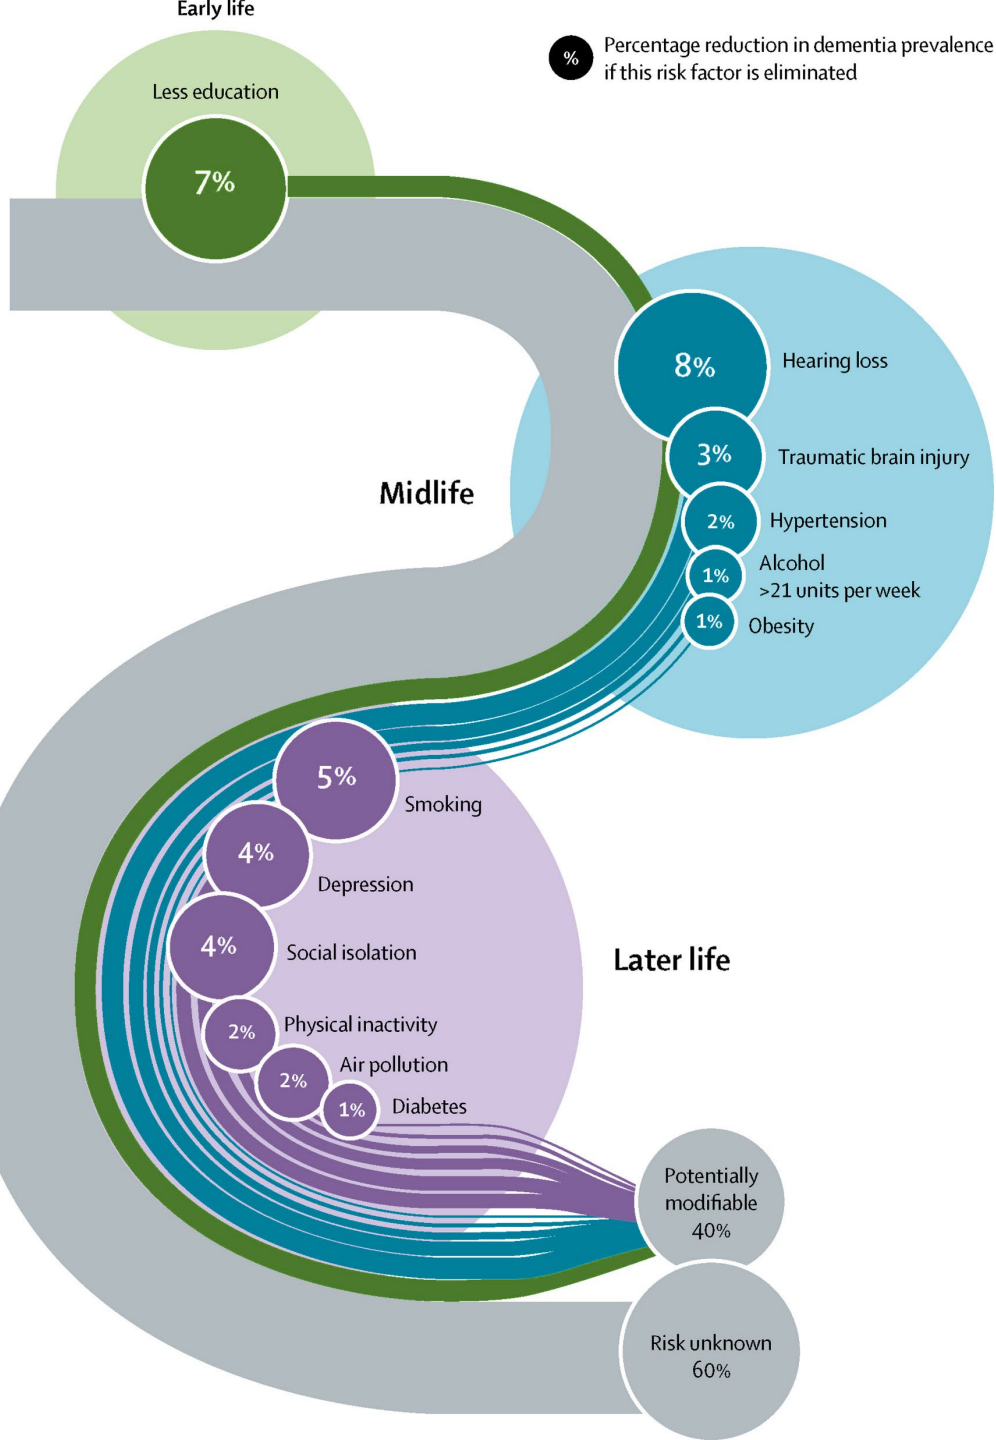 Early life
%
Percentage reduction in dementia prevalence
if this risk factor is eliminated
Less education
7%
8%
Hearing loss
3%
Traumatic brain injury
Midlife
2%
Hypertension
1%
Alcohol
>21 units per week
1%
Obesity
5%
Smoking
4%
Depression
4%
Social isolation
Later life
2%
Physical inactivity
2%
Air pollution
1%
Diabetes
Potentially
modifiable
40%
Risk unknown
60%